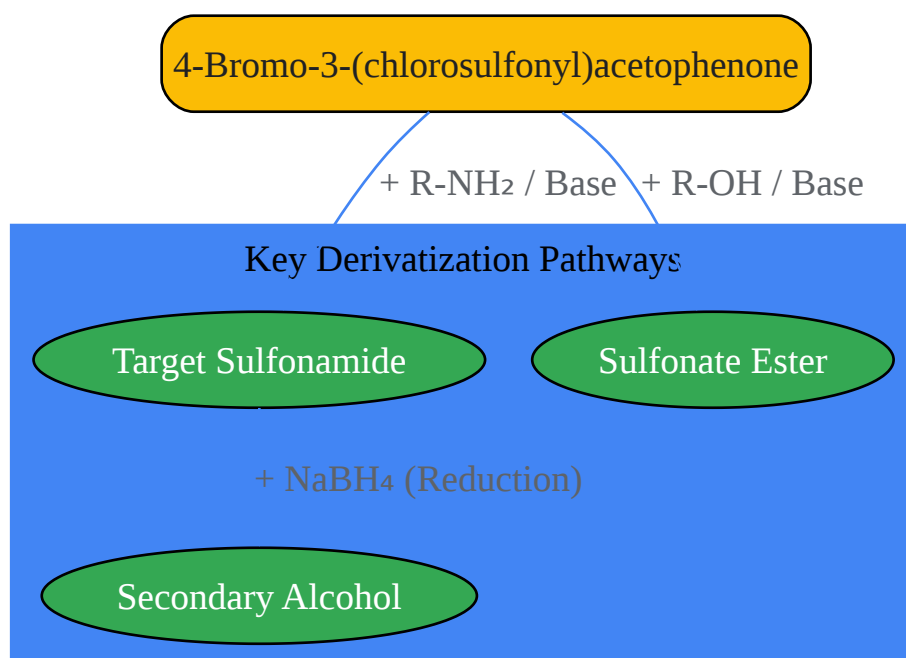 4-Bromo-3-(chlorosulfonyl)acetophenone
+ R-NH₂ / Base
+ R-OH / Base
Key Derivatization Pathways
Target Sulfonamide
Sulfonate Ester
+ NaBH₄ (Reduction)
Secondary Alcohol